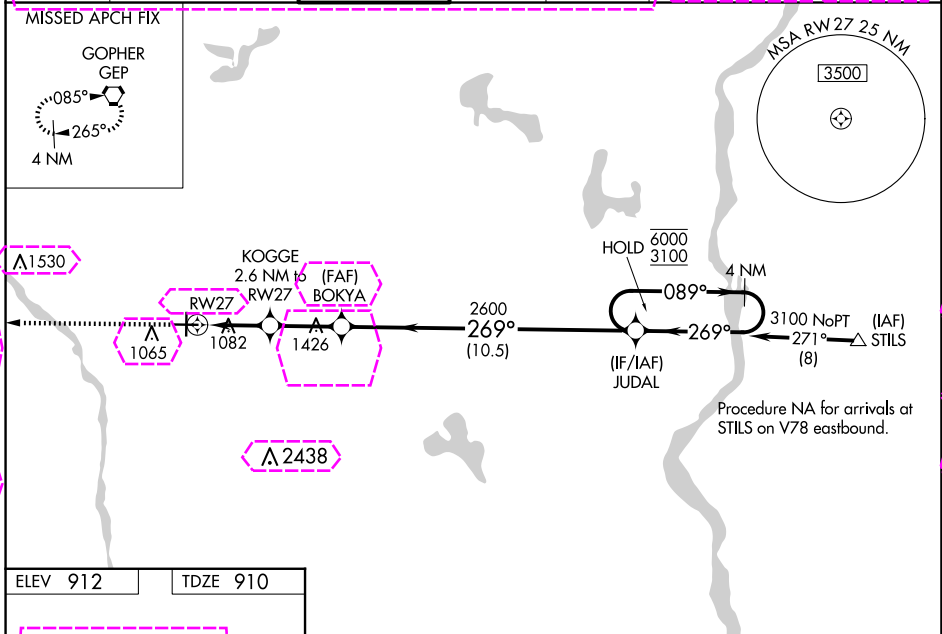 MISSED APCH FIX
GOPHER
GEP
085°
265°
4 NM
MSA RW27 25 NM
3500
1530
KOGGE
2.6 NM to
RW27
(FAF)
BOKYA
RW27
1065
1082
1426
2600
269°
(10.5)
HOLD
6000
3100
4 NM
089°
269°
(IF/IAF)
JUDAL
3100 NoPT
271°
(8)
(IAF)
STILS
Procedure NA for arrivals at
STILS on V78 eastbound.
2438
ELEV 912
TDZE 910